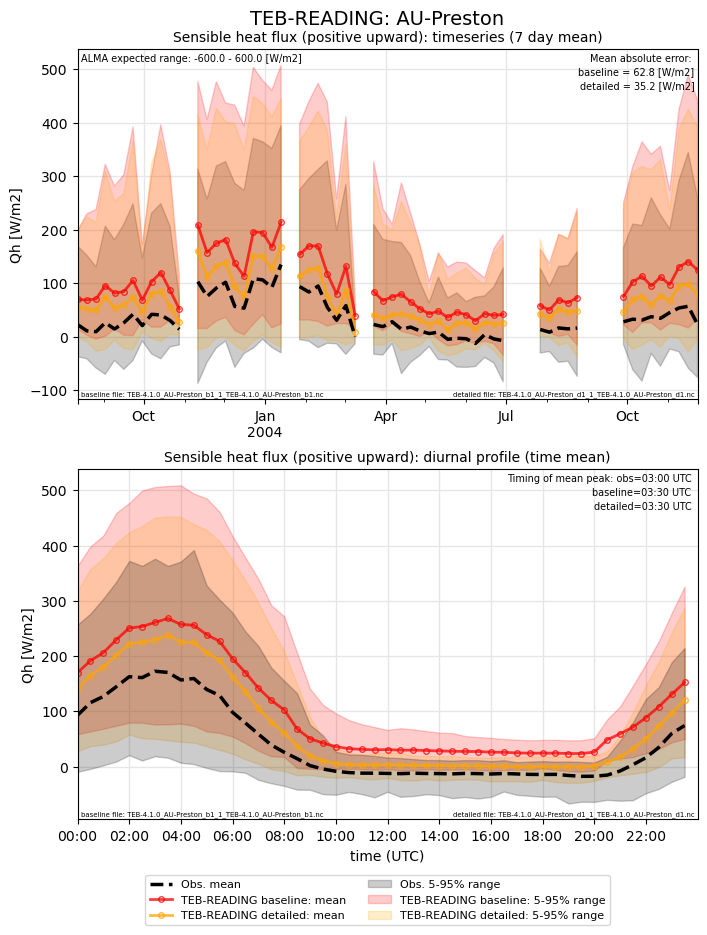 TEB-READING: AU-Preston
Sensible heat flux (positive upward): timeseries (7 day mean)
ALMA expected range: -600.0 - 600.0 [W/m2]
Mean absolute error:
baseline = 62.8 [W/m2]
detailed = 35.2 [W/m2]
Qh [W/m2]
500
400
300
200
100
0
−100
baseline file: TEB-4.1.0_AU-Preston_b1_1_TEB-4.1.0_AU-Preston_b1.nc
detailed file: TEB-4.1.0_AU-Preston_d1_1_TEB-4.1.0_AU-Preston_d1.nc
Oct Jan Apr Jul Oct
2004
Sensible heat flux (positive upward): diurnal profile (time mean)
Timing of mean peak: obs=03:00 UTC
baseline=03:30 UTC
detailed=03:30 UTC
Qh [W/m2]
500
400
300
200
100
0
baseline file: TEB-4.1.0_AU-Preston_b1_1_TEB-4.1.0_AU-Preston_b1.nc
detailed file: TEB-4.1.0_AU-Preston_d1_1_TEB-4.1.0_AU-Preston_d1.nc
00:00 02:00 04:00 06:00 08:00 10:00 12:00 14:00 16:00 18:00 20:00 22:00
time (UTC)
Obs. mean
TEB-READING baseline: mean
TEB-READING detailed: mean
Obs. 5-95% range
TEB-READING baseline: 5-95% range
TEB-READING detailed: 5-95% range